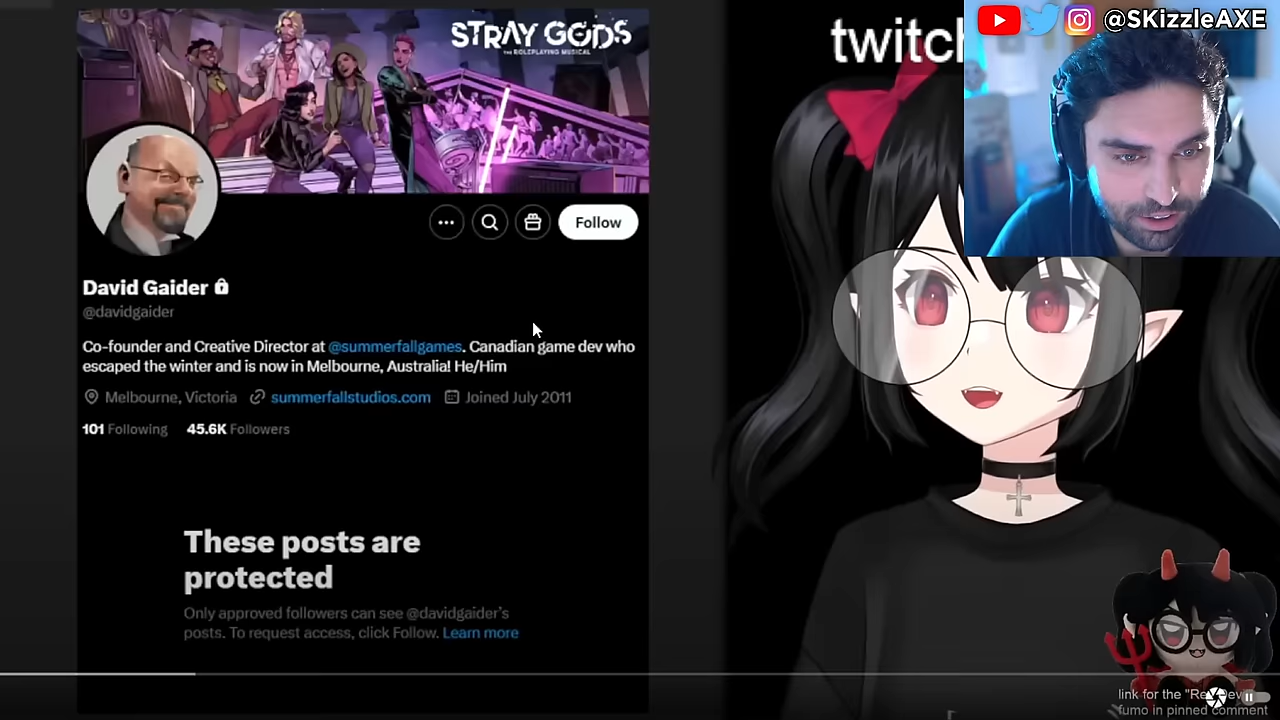 STRAY GODS
THE ROLEPLAYING MUSICAL
twitch
@SKizzleAXE
Follow
David Gaider
@davidgaider
Co-founder and Creative Director at @summerfallgames. Canadian game dev who
escaped the winter and is now in Melbourne, Australia! He/Him
Melbourne, Victoria summerfallstudios.com Joined July 2011
101 Following 45.6K Followers
These posts are
protected
Only approved followers can see @davidgaider's
posts. To request access, click Follow. Learn more
link for the "Re
fumo in pinned comment